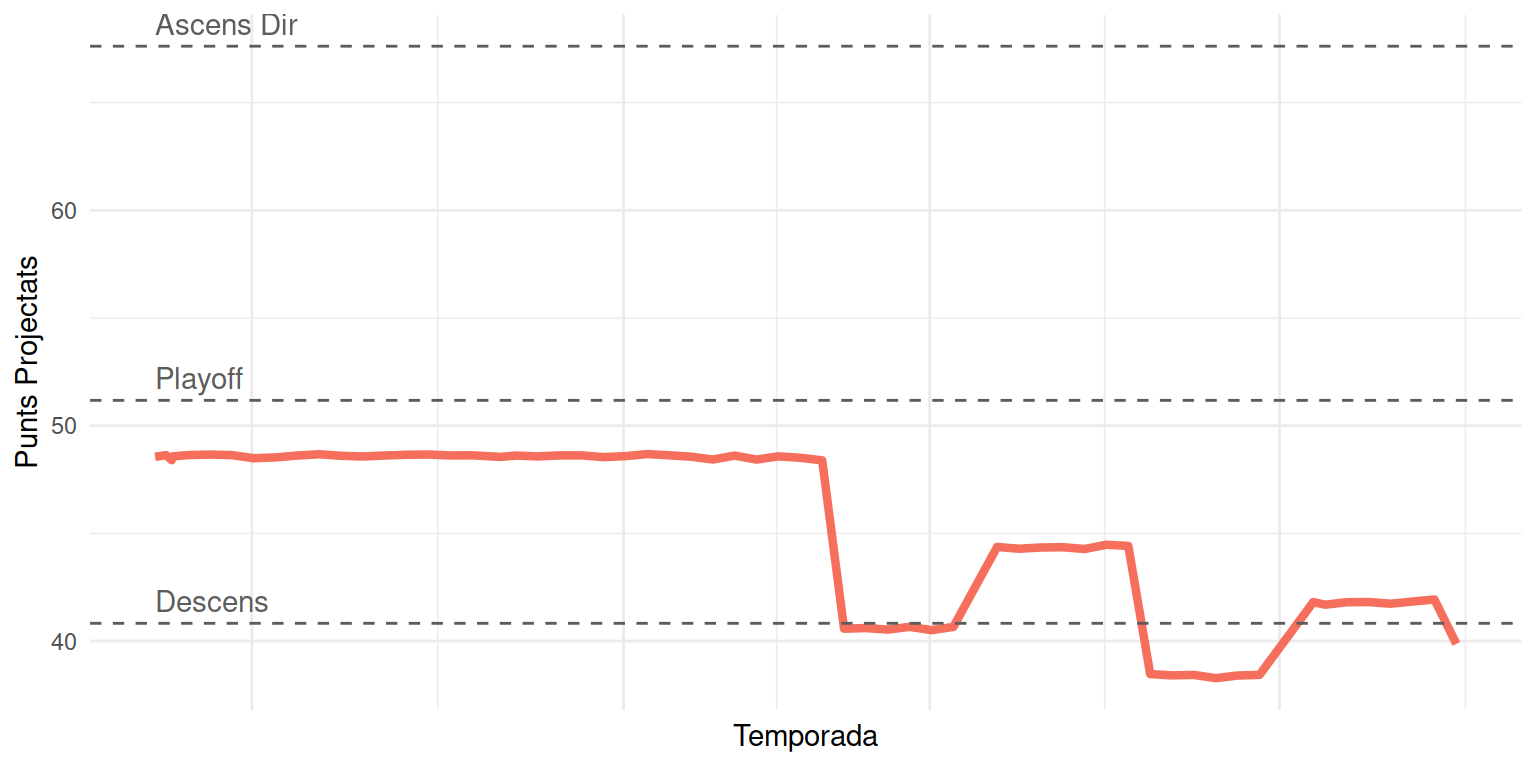 Ascens Dir
60
Playoff
50
Descens
40
Punts Projectats
Temporada